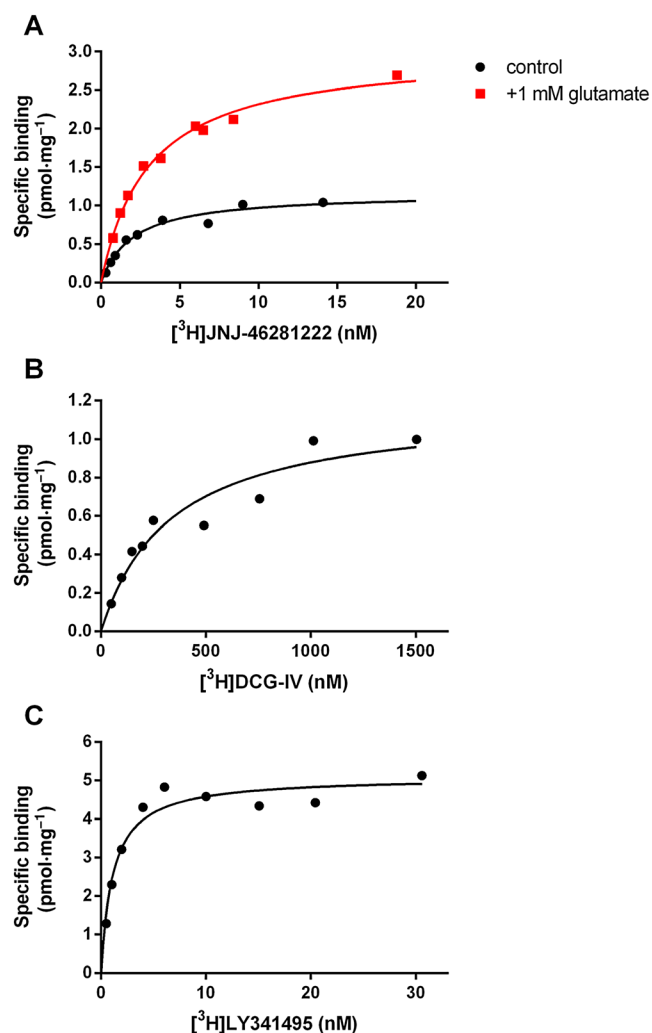 A
3.0
2.5
2.0
1.5
1.0
0.5
0.0
Specific binding
(pmol·mg⁻¹)
0 5 10 15 20
[³H]JNJ-46281222 (nM)
control
+1 mM glutamate
B
1.2
1.0
0.8
0.6
0.4
0.2
0.0
Specific binding
(pmol·mg⁻¹)
0 500 1000 1500
[³H]DCG-IV (nM)
C
6
5
4
3
2
1
0
Specific binding
(pmol·mg⁻¹)
0 10 20 30
[³H]LY341495 (nM)